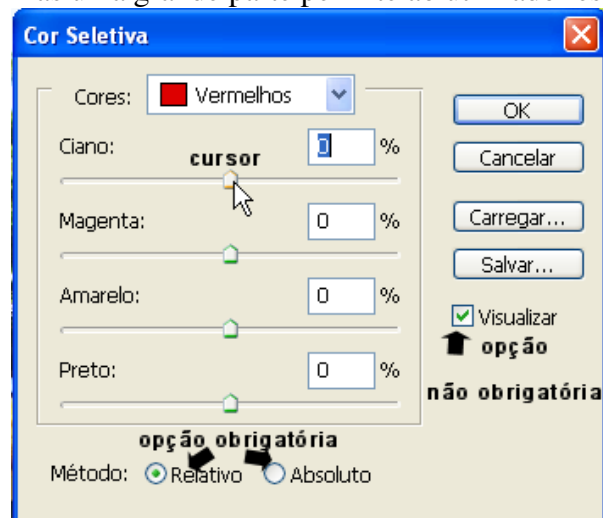 Cor Seletiva
Cores: Vermelhos
OK
Ciano: 0 %
cursor
Cancelar
Magenta: 0 %
Carregar...
Salvar...
Amarelo: 0 %
Visualizar
opção
não obrigatória
Preto: 0 %
opção obrigatória
Método: Relativo Absoluto